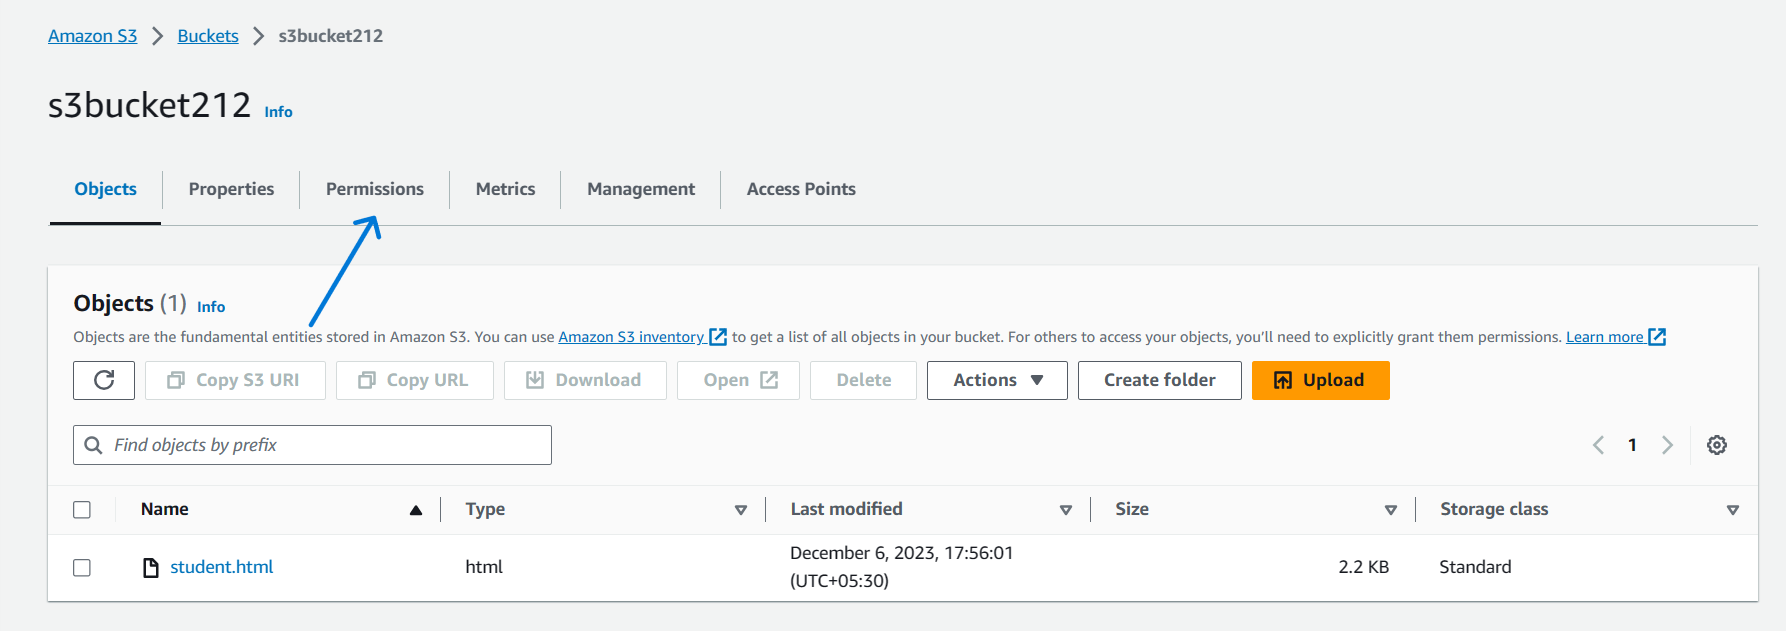 Amazon S3 > Buckets > s3bucket212
s3bucket212 Info
Objects Properties Permissions Metrics Management Access Points
Objects (1) Info
Objects are the fundamental entities stored in Amazon S3. You can use Amazon S3 inventory to get a list of all objects in your bucket. For others to access your objects, you’ll need to explicitly grant them permissions. Learn more
Copy S3 URI Copy URL Download Open Delete Actions Create folder Upload
Find objects by prefix 1
Name Type Last modified Size Storage class
student.html html December 6, 2023, 17:56:01 2.2 KB Standard
(UTC+05:30)